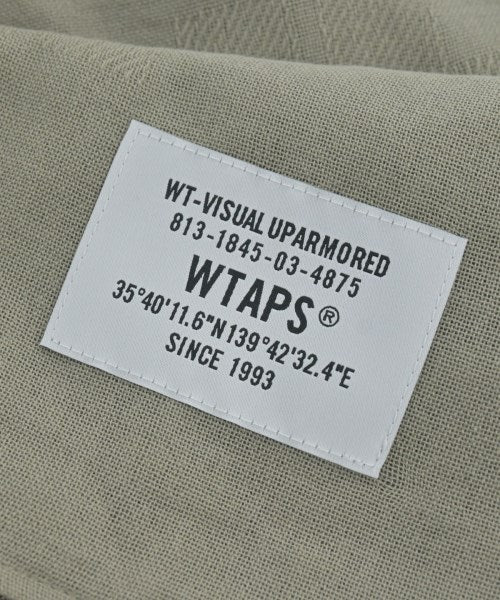 WT-VISUAL UPARMORED
813-1845-03-4875
WTAPS®
35°40'11.6"N139°42'32.4"E
SINCE 1993